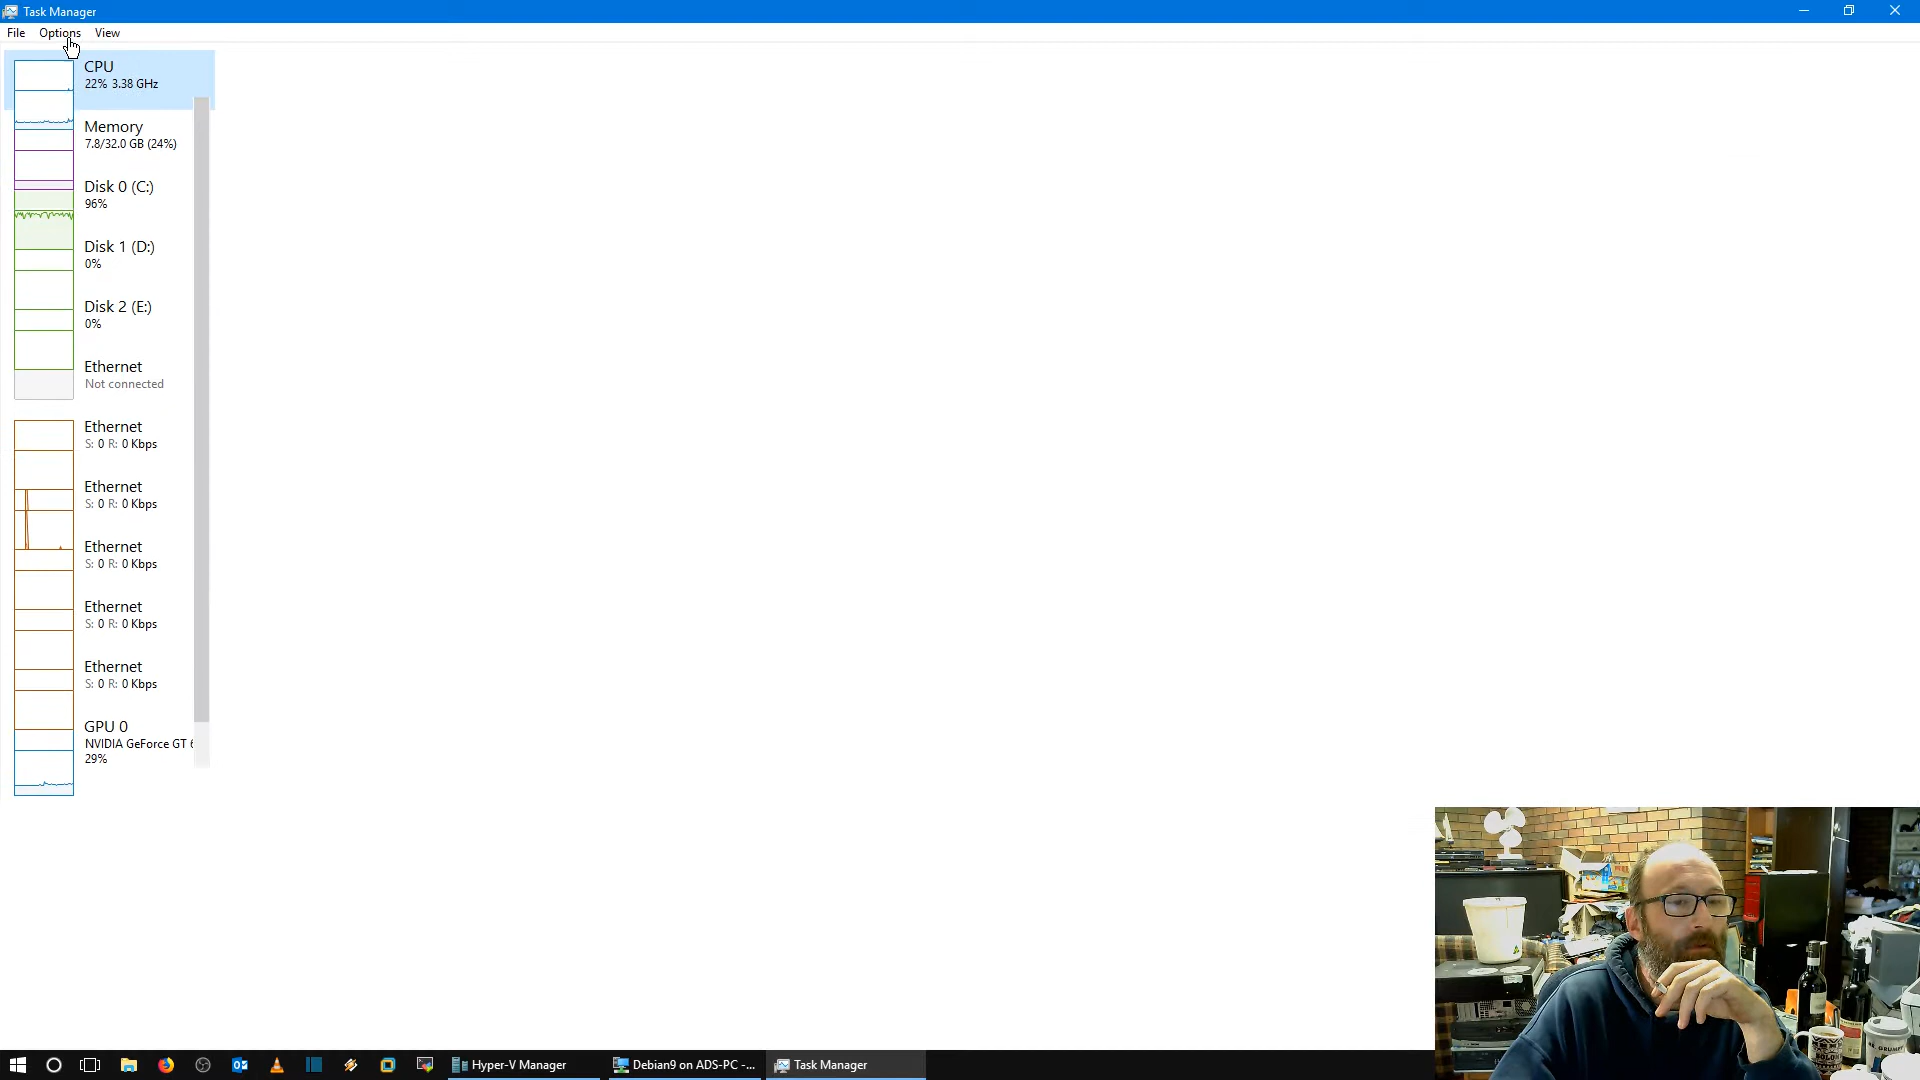 Task Manager
File Options View
CPU
22% 3.38 GHz
Memory
7.8/32.0 GB (24%)
Disk 0 (C:)
96%
Disk 1 (D:)
0%
Disk 2 (E:)
0%
Ethernet
Not connected
Ethernet
S: 0 R: 0 Kbps
Ethernet
S: 0 R: 0 Kbps
Ethernet
S: 0 R: 0 Kbps
Ethernet
S: 0 R: 0 Kbps
Ethernet
S: 0 R: 0 Kbps
GPU 0
NVIDIA GeForce GT
29%
Hyper-V Manager
Debian9 on ADS-PC -...
Task Manager
GRUMPY